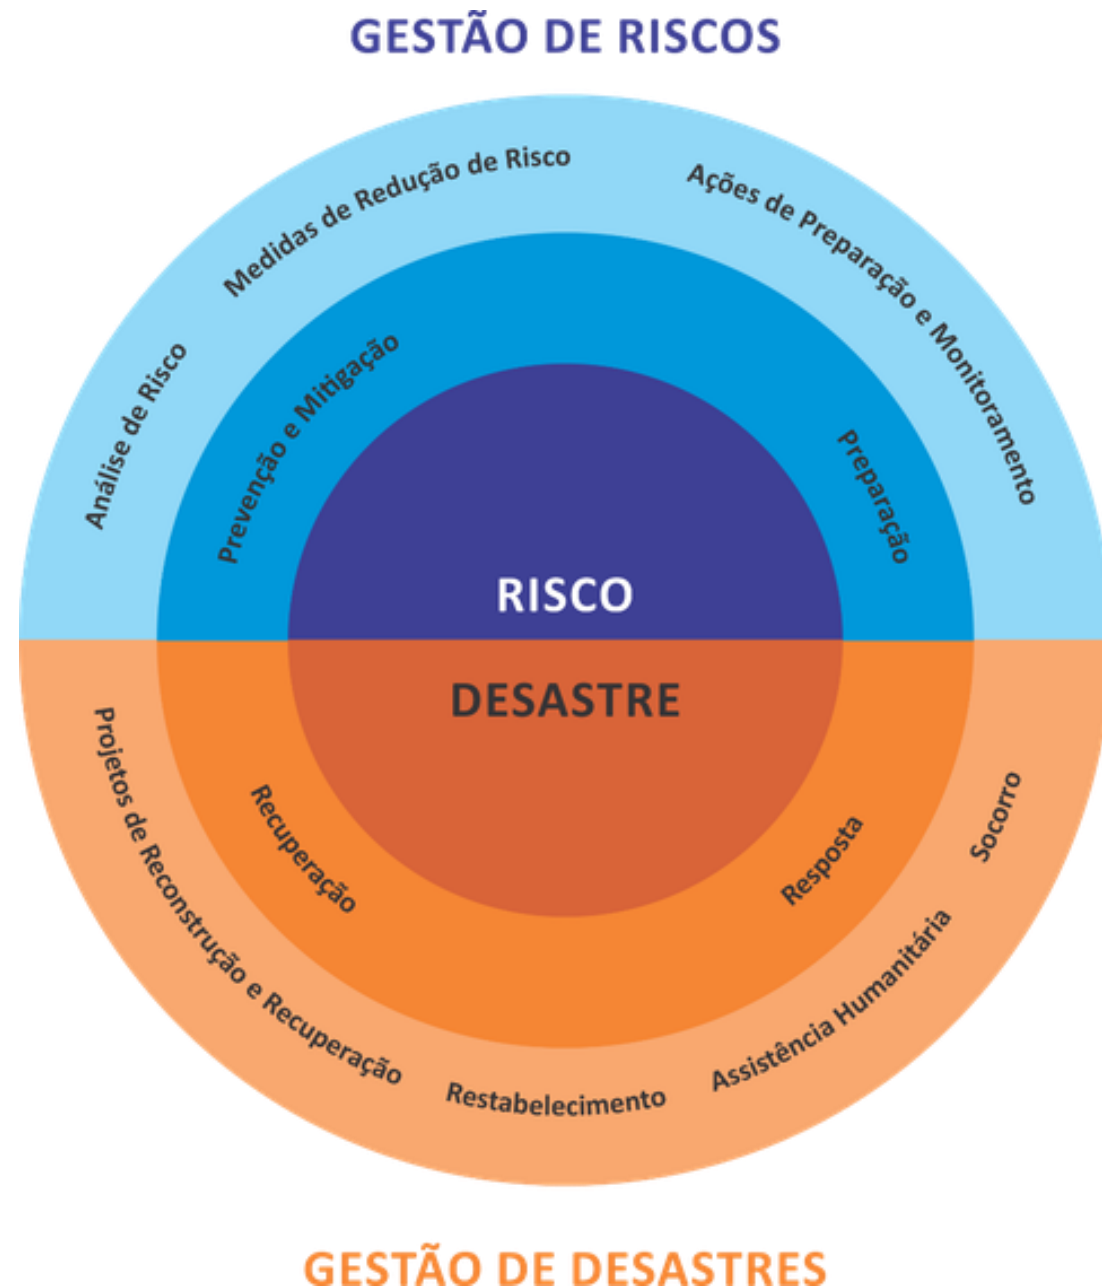 GESTÃO DE RISCOS
Análise de Risco
Medidas de Redução de Risco
Ações de Preparação e Monitoramento
Prevenção e Mitigação
Preparação
RISCO
DESASTRE
Recuperação
Resposta
Projetos de Reconstrução e Recuperação
Restabelecimento
Assistência Humanitária
Socorro
GESTÃO DE DESASTRES